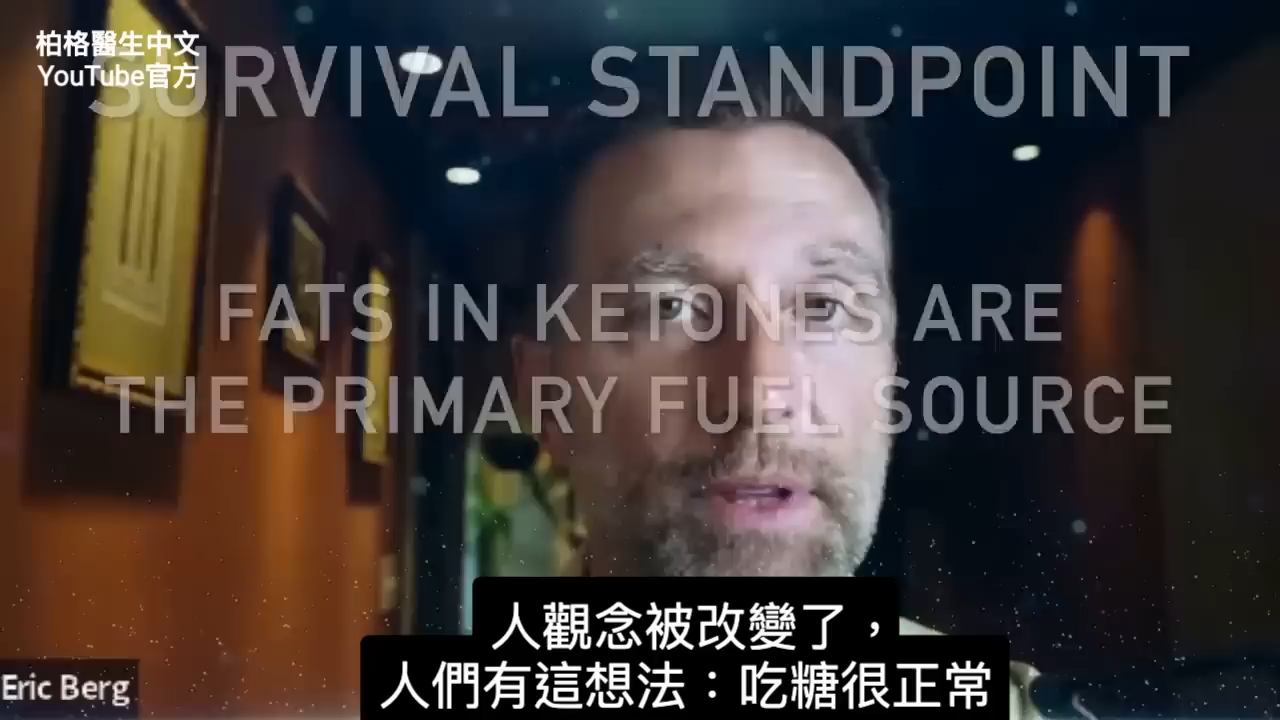 柏格醫生中文
YouTube官方
SURVIVAL STANDPOINT
FATS IN KETONES ARE
THE PRIMARY FUEL SOURCE
人觀念被改變了，
人們有這想法：吃糖很正常
Eric Berg